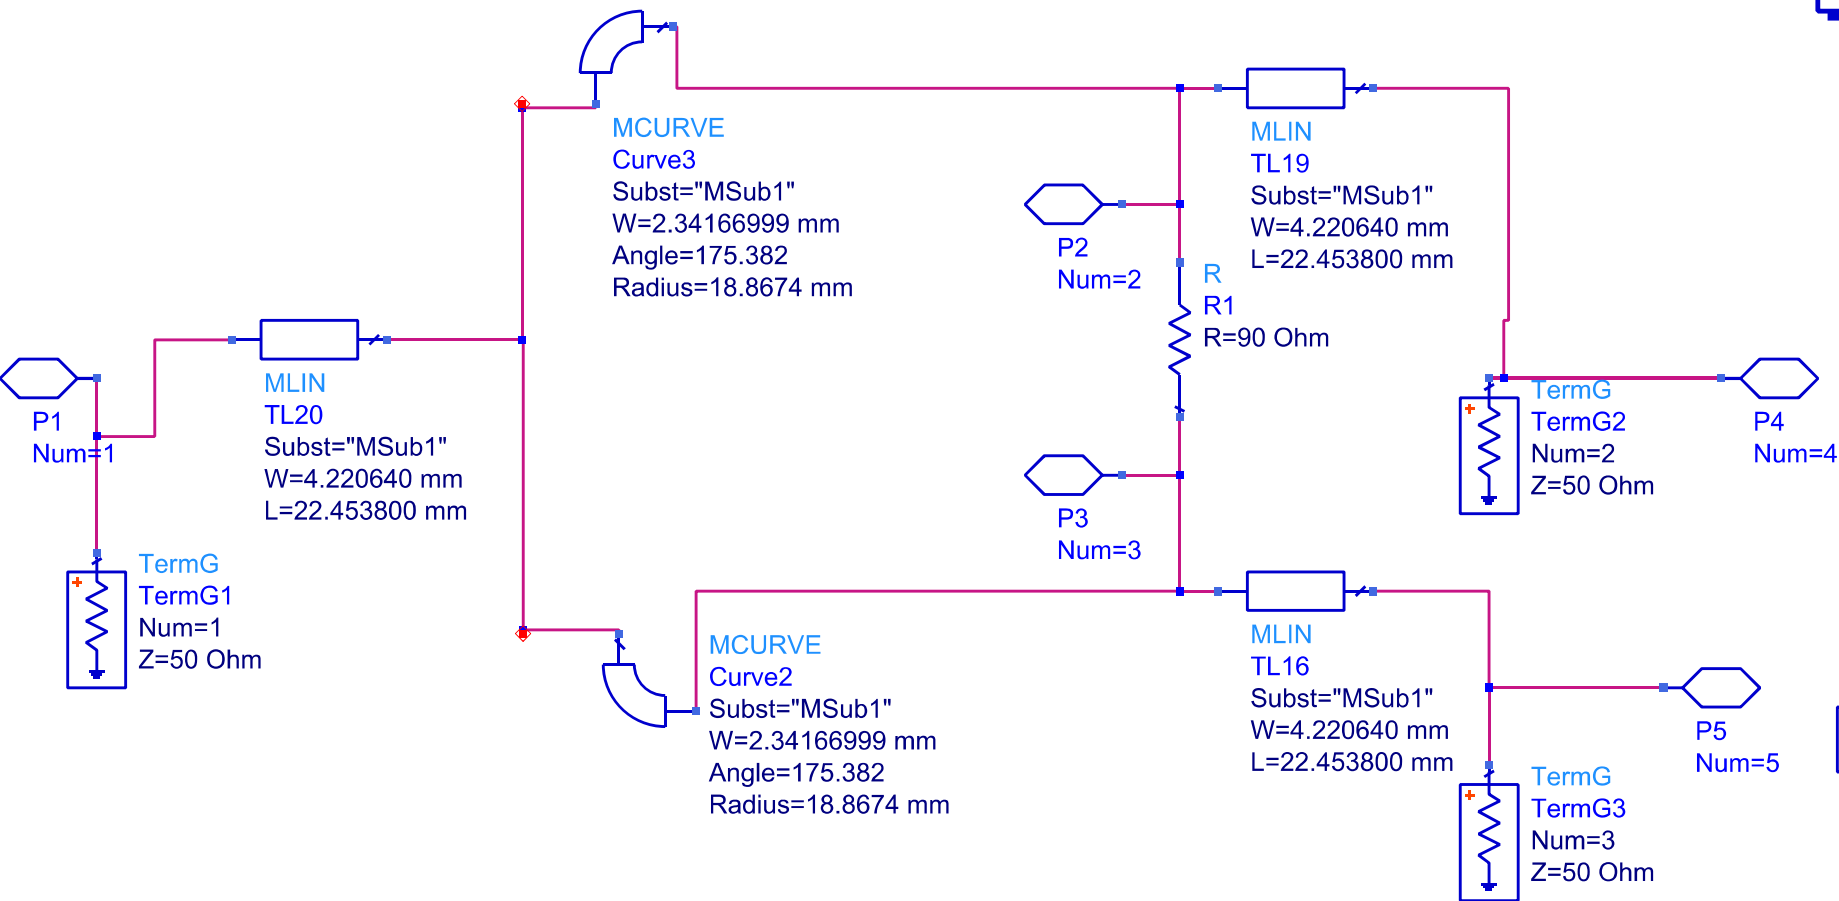 MCURVE
Curve3
Subst="MSub1"
W=2.34166999 mm
Angle=175.382
Radius=18.8674 mm
MLIN
TL19
Subst="MSub1"
W=4.220640 mm
L=22.453800 mm
P2
Num=2
R
R1
R=90 Ohm
P1
Num=1
MLIN
TL20
Subst="MSub1"
W=4.220640 mm
L=22.453800 mm
TermG
TermG2
Num=2
Z=50 Ohm
P4
Num=4
P3
Num=3
TermG
TermG1
Num=1
Z=50 Ohm
MCURVE
Curve2
Subst="MSub1"
W=2.34166999 mm
Angle=175.382
Radius=18.8674 mm
MLIN
TL16
Subst="MSub1"
W=4.220640 mm
L=22.453800 mm
P5
Num=5
TermG
TermG3
Num=3
Z=50 Ohm